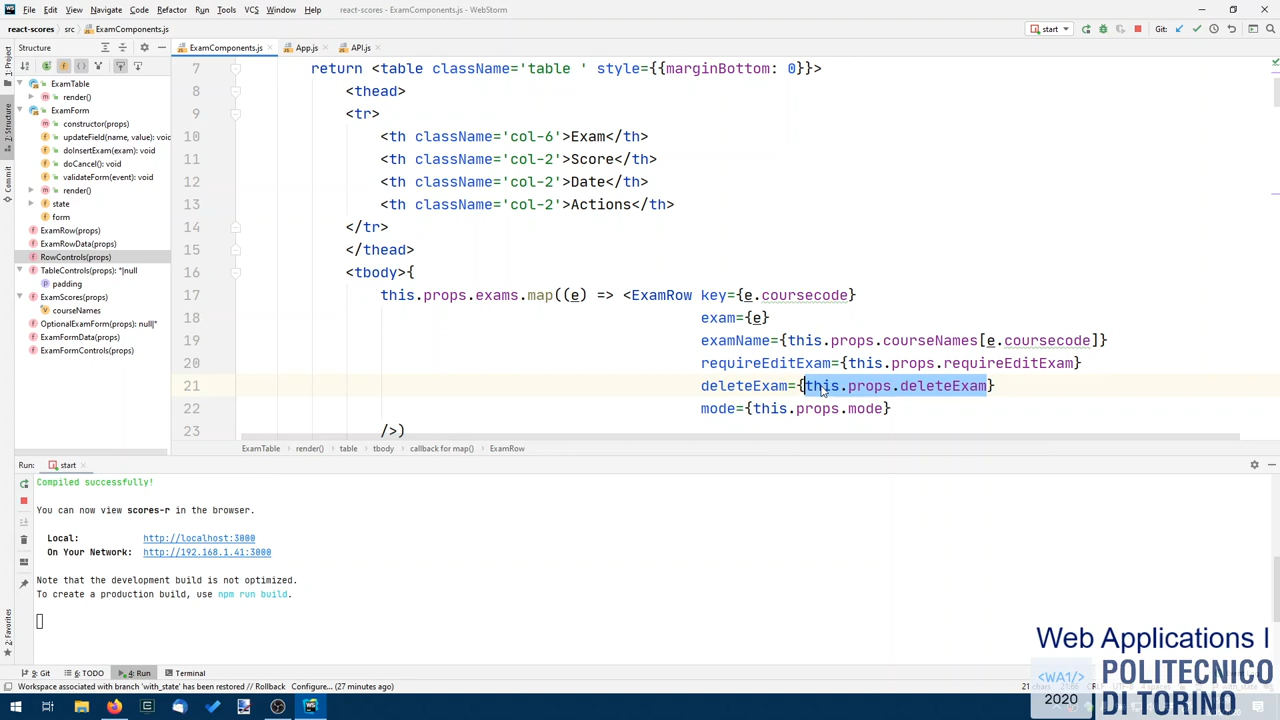 File Edit View Navigate Code Refactor Run Tools VCS Window Help react-scores - ExamComponents.js - WebStorm
react-scores src ExamComponents.js start Git:
Structure ExamComponents.js App.js API.js
1: Project
7: Structure
Commit
2: Favorites
ExamTable
render()
ExamForm
constructor(props)
updateField(name, value): void
doInsertExam(exam): void
doCancel(): void
validateForm(event): void
render()
state
form
ExamRow(props)
ExamRowData(props)
RowControls(props)
TableControls(props): *|null
padding
ExamScores(props)
courseNames
OptionalExamForm(props): null|*
ExamFormData(props)
ExamFormControls(props)
7 return <table className='table ' style={{marginBottom: 0}}>
8 <thead>
9 <tr>
10 <th className='col-6'>Exam</th>
11 <th className='col-2'>Score</th>
12 <th className='col-2'>Date</th>
13 <th className='col-2'>Actions</th>
14 </tr>
15 </thead>
16 <tbody>{
17 this.props.exams.map((e) => <ExamRow key={e.coursecode}
18 exam={e}
19 examName={this.props.courseNames[e.coursecode]}
20 requireEditExam={this.props.requireEditExam}
21 deleteExam={this.props.deleteExam}
22 mode={this.props.mode}
23 />)
ExamTable render() table tbody callback for map() ExamRow
Run: start
Compiled successfully!
You can now view scores-r in the browser.
Local: http://localhost:3000
On Your Network: http://192.168.1.41:3000
Note that the development build is not optimized.
To create a production build, use npm run build.
9: Git 6: TODO 4: Run Terminal
Workspace associated with branch 'with_state' has been restored // Rollback Configure... (27 minutes ago)
Web Applications I
<WA1/>
2020
POLITECNICO
DI TORINO